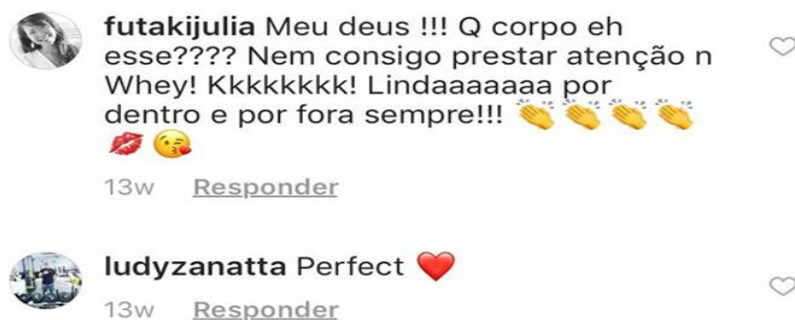 futakijulia Meu deus !!! Q corpo eh
esse???? Nem consigo prestar atenção n
Whey! Kkkkkkkk! Lindaaaaaaa por
dentro e por fora sempre!!! 👏👏👏👏
💋😘
13w Responder
ludyzanatta Perfect ❤️
13w Responder